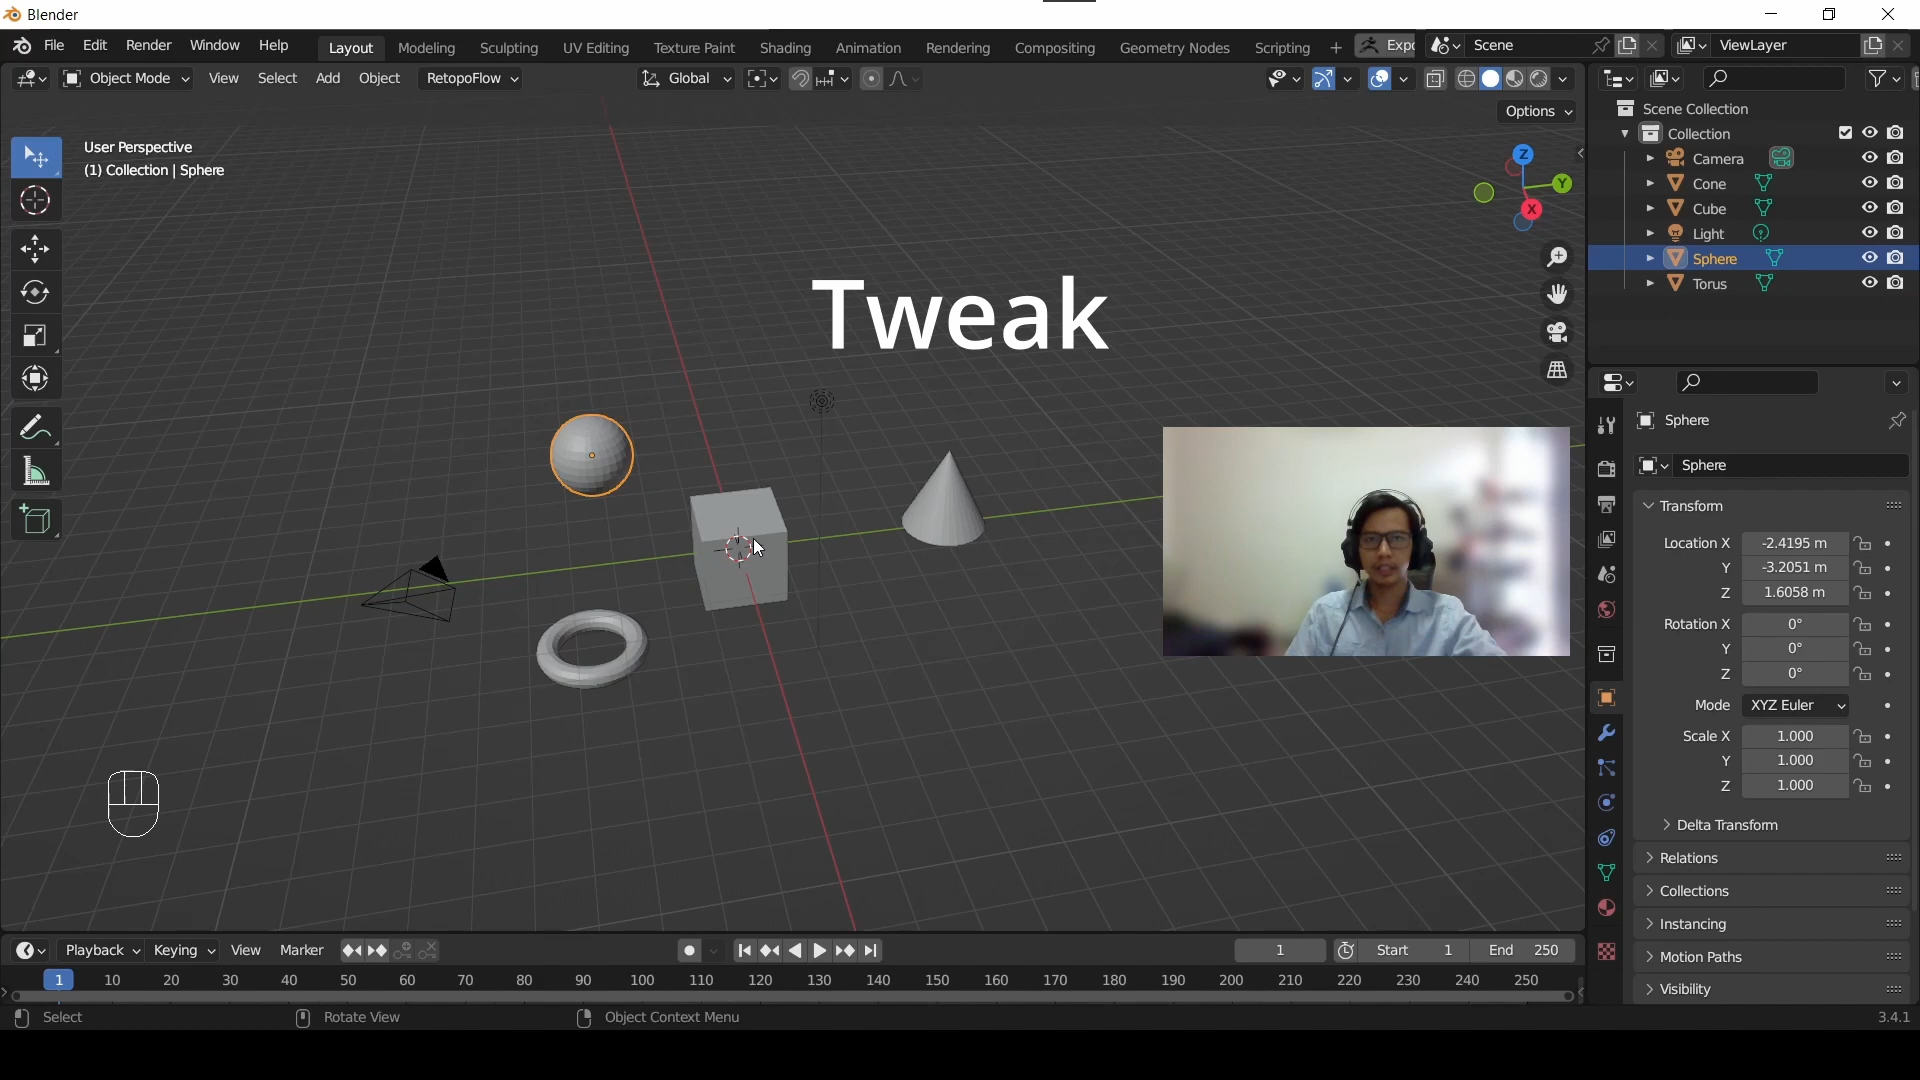 Blender
File Edit Render Window Help Layout Modeling Sculpting UV Editing Texture Paint Shading Animation Rendering Compositing Geometry Nodes Scripting + Expo Scene ViewLayer
Object Mode View Select Add Object RetopoFlow Global
Options
User Perspective
(1) Collection | Sphere
Z
Y
X
Tweak
Scene Collection
Collection
Camera
Cone
Cube
Light
Sphere
Torus
Sphere
Sphere
Transform
Location X -2.4195 m
Y -3.2051 m
Z 1.6058 m
Rotation X 0°
Y 0°
Z 0°
Mode XYZ Euler
Scale X 1.000
Y 1.000
Z 1.000
Delta Transform
Relations
Collections
Instancing
Motion Paths
Visibility
Playback Keying View Marker 1 Start 1 End 250
1 10 20 30 40 50 60 70 80 90 100 110 120 130 140 150 160 170 180 190 200 210 220 230 240 250
Select Rotate View Object Context Menu 3.4.1